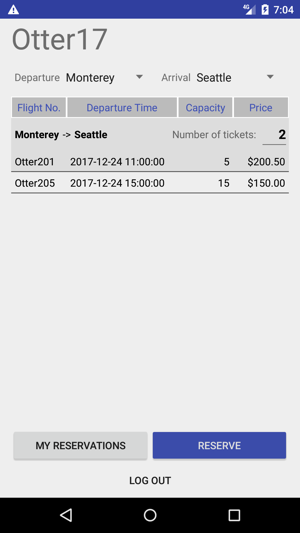 4G 7:04
Otter17
Departure Monterey Arrival Seattle
Flight No. Departure Time Capacity Price
Monterey -> Seattle Number of tickets: 2
Otter201 2017-12-24 11:00:00 5 $200.50
Otter205 2017-12-24 15:00:00 15 $150.00
MY RESERVATIONS RESERVE
LOG OUT